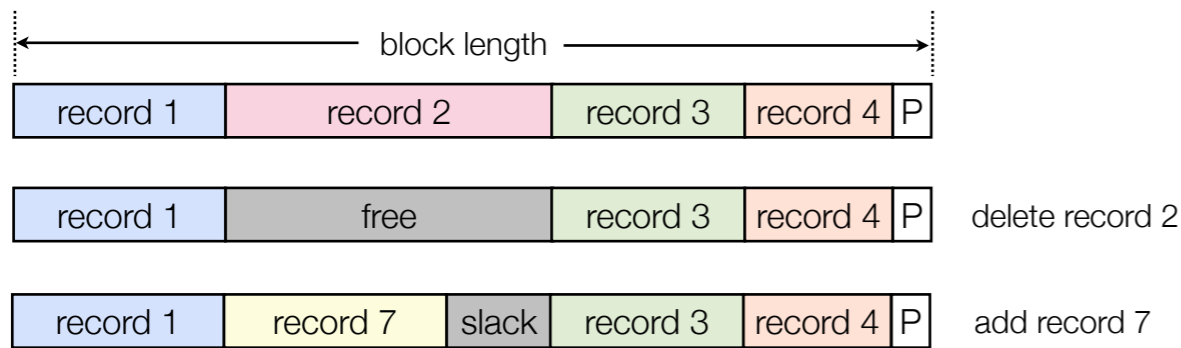 block length
record 1 record 2 record 3 record 4 P
record 1 free record 3 record 4 P delete record 2
record 1 record 7 slack record 3 record 4 P add record 7